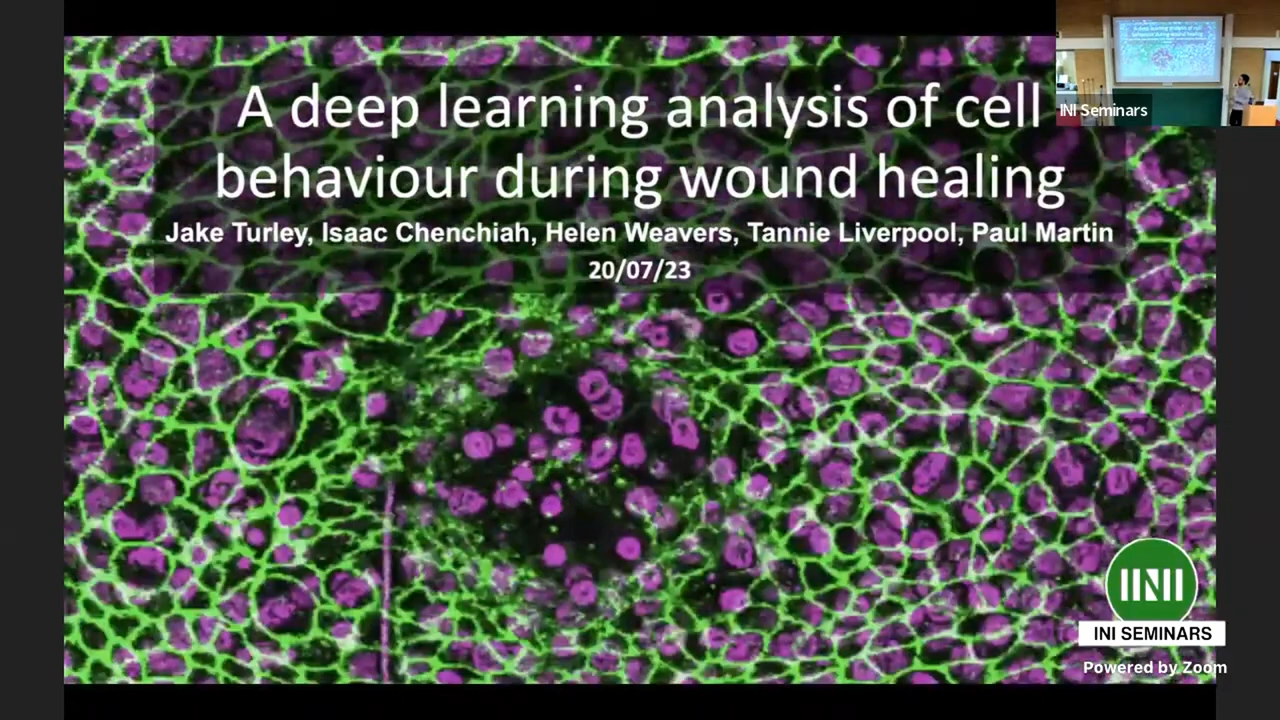 A deep learning analysis of cell
behaviour during wound healing
Jake Turley, Isaac Chenchiah, Helen Weavers, Tannie Liverpool, Paul Martin
20/07/23
INI Seminars
INI SEMINARS
Powered by Zoom